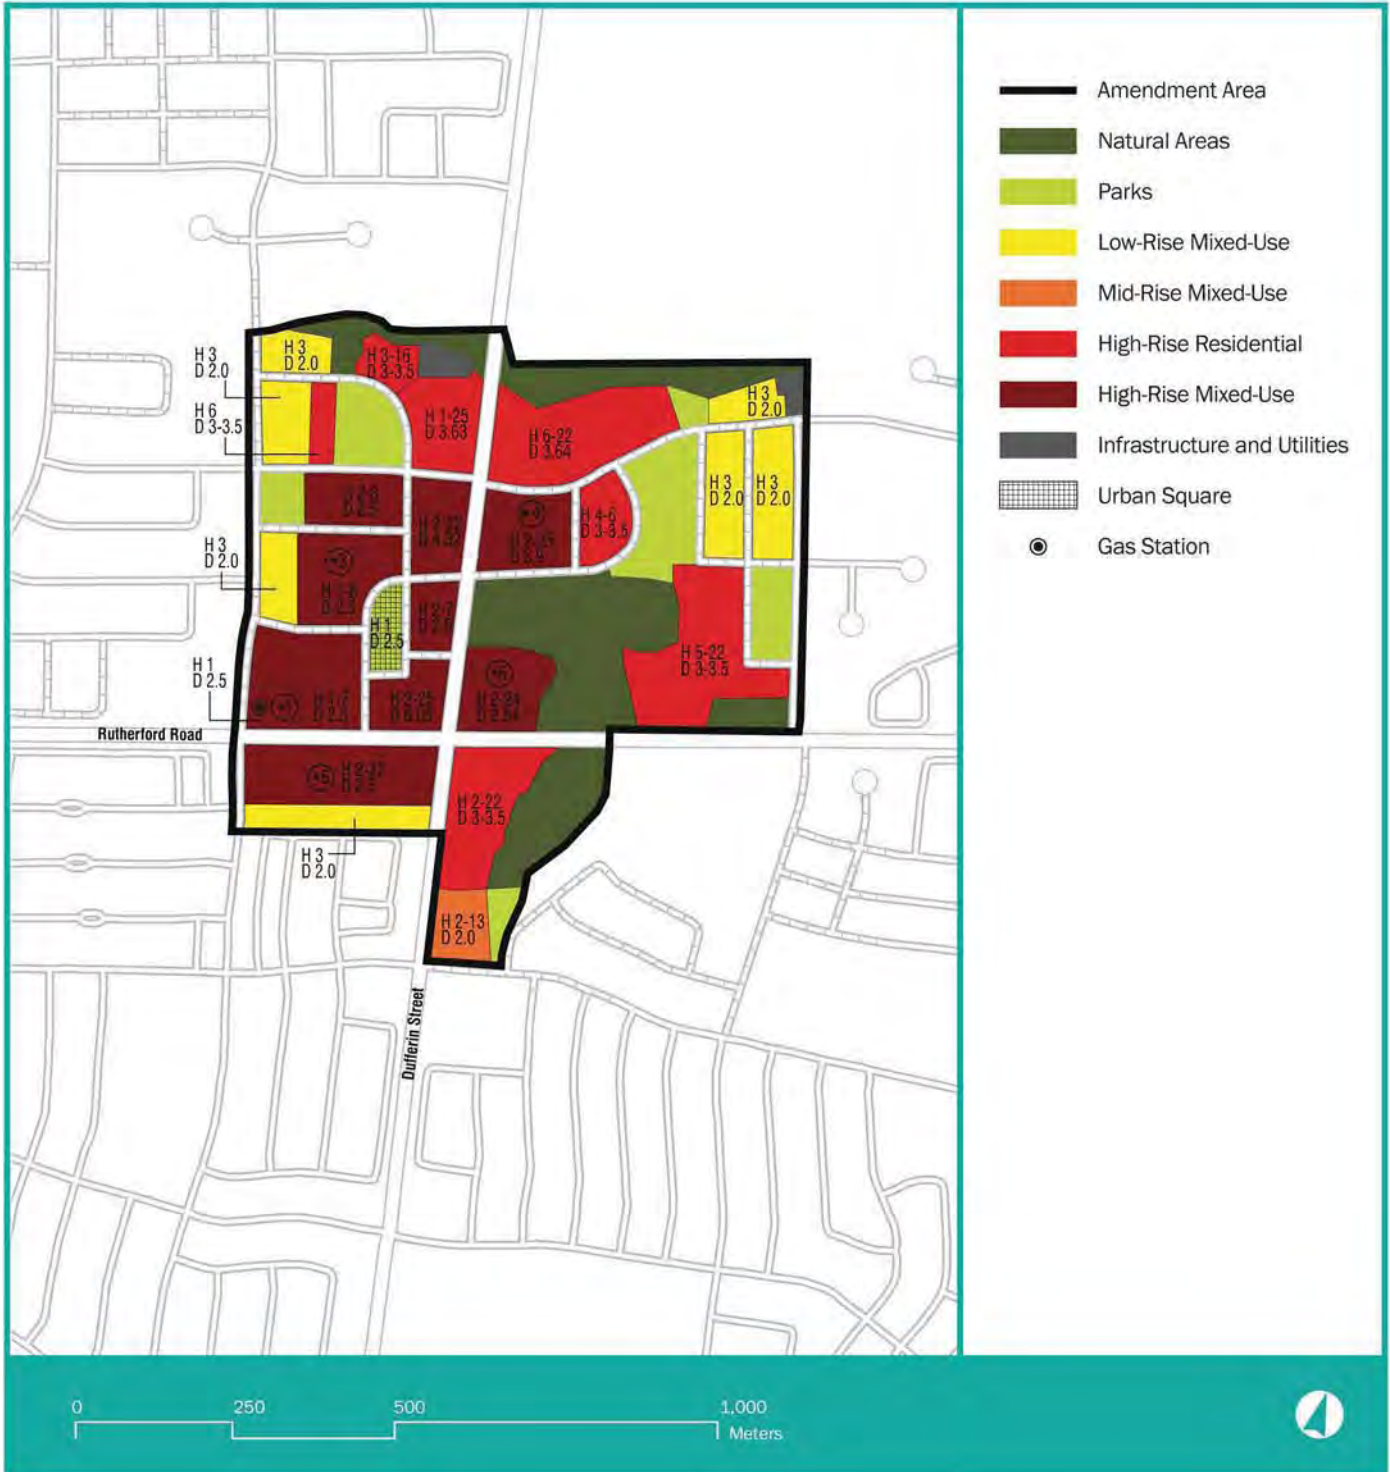 Amendment Area
Natural Areas
Parks
Low-Rise Mixed-Use
Mid-Rise Mixed-Use
High-Rise Residential
High-Rise Mixed-Use
Infrastructure and Utilities
Urban Square
Gas Station
H 3
D 2.0
H 3
D 2.0
H 3-16
D 3-3.5
H 6
D 3-3.5
H 1-25
D 3.63
H 6-22
D 3.64
H 3
D 2.0
H 3
D 2.0
H 3
D 2.0
H 4-6
D 3-3.5
H 3
D 2.0
H 1
D 2.5
H 5-22
D 3-3.5
H 1
D 2.5
Rutherford Road
H 2-22
D 3-3.5
H 3
D 2.0
H 2-13
D 2.0
Dufferin Street
0
250
500
1,000
Meters